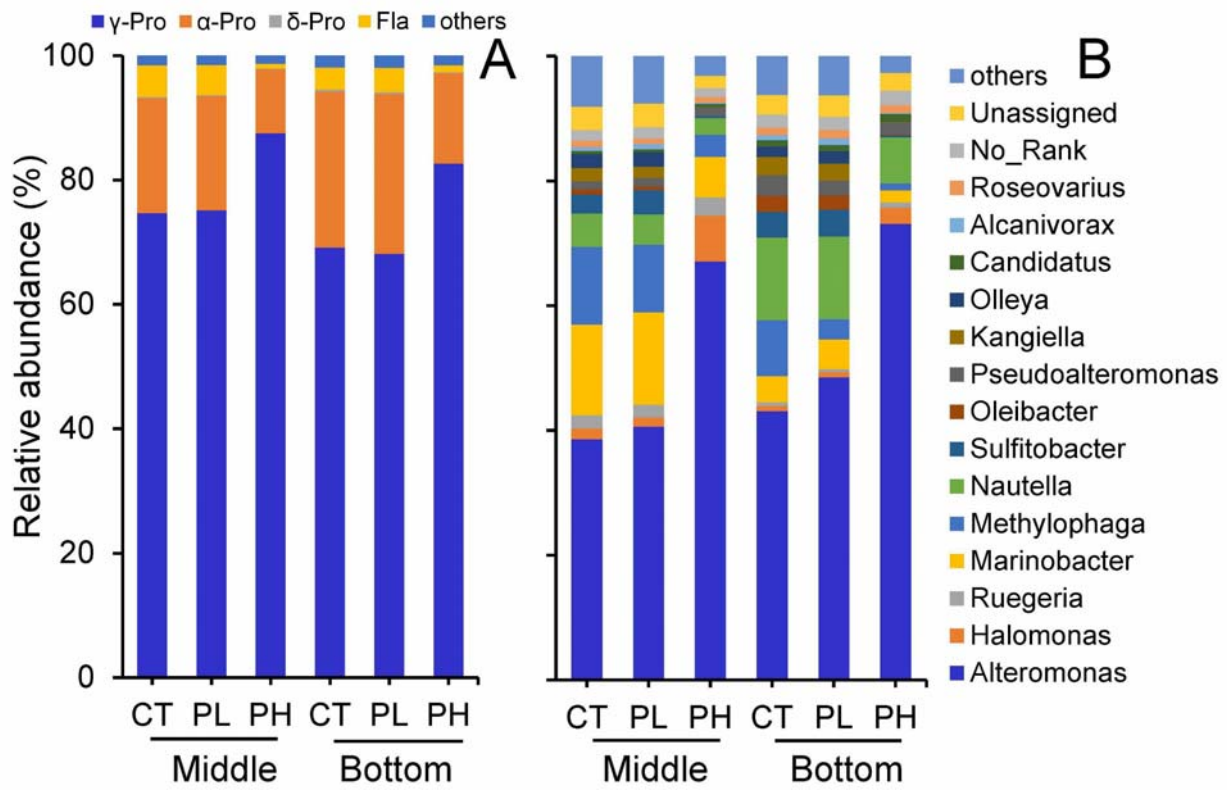 γ-Pro α-Pro δ-Pro Fla others
A
B
Relative abundance (%)
100
80
60
40
20
0
CT PL PH CT PL PH
Middle Bottom
CT PL PH CT PL PH
Middle Bottom
others
Unassigned
No_Rank
Roseovarius
Alcanivorax
Candidatus
Olleya
Kangiella
Pseudoalteromonas
Oleibacter
Sulfitobacter
Nautella
Methylophaga
Marinobacter
Ruegeria
Halomonas
Alteromonas